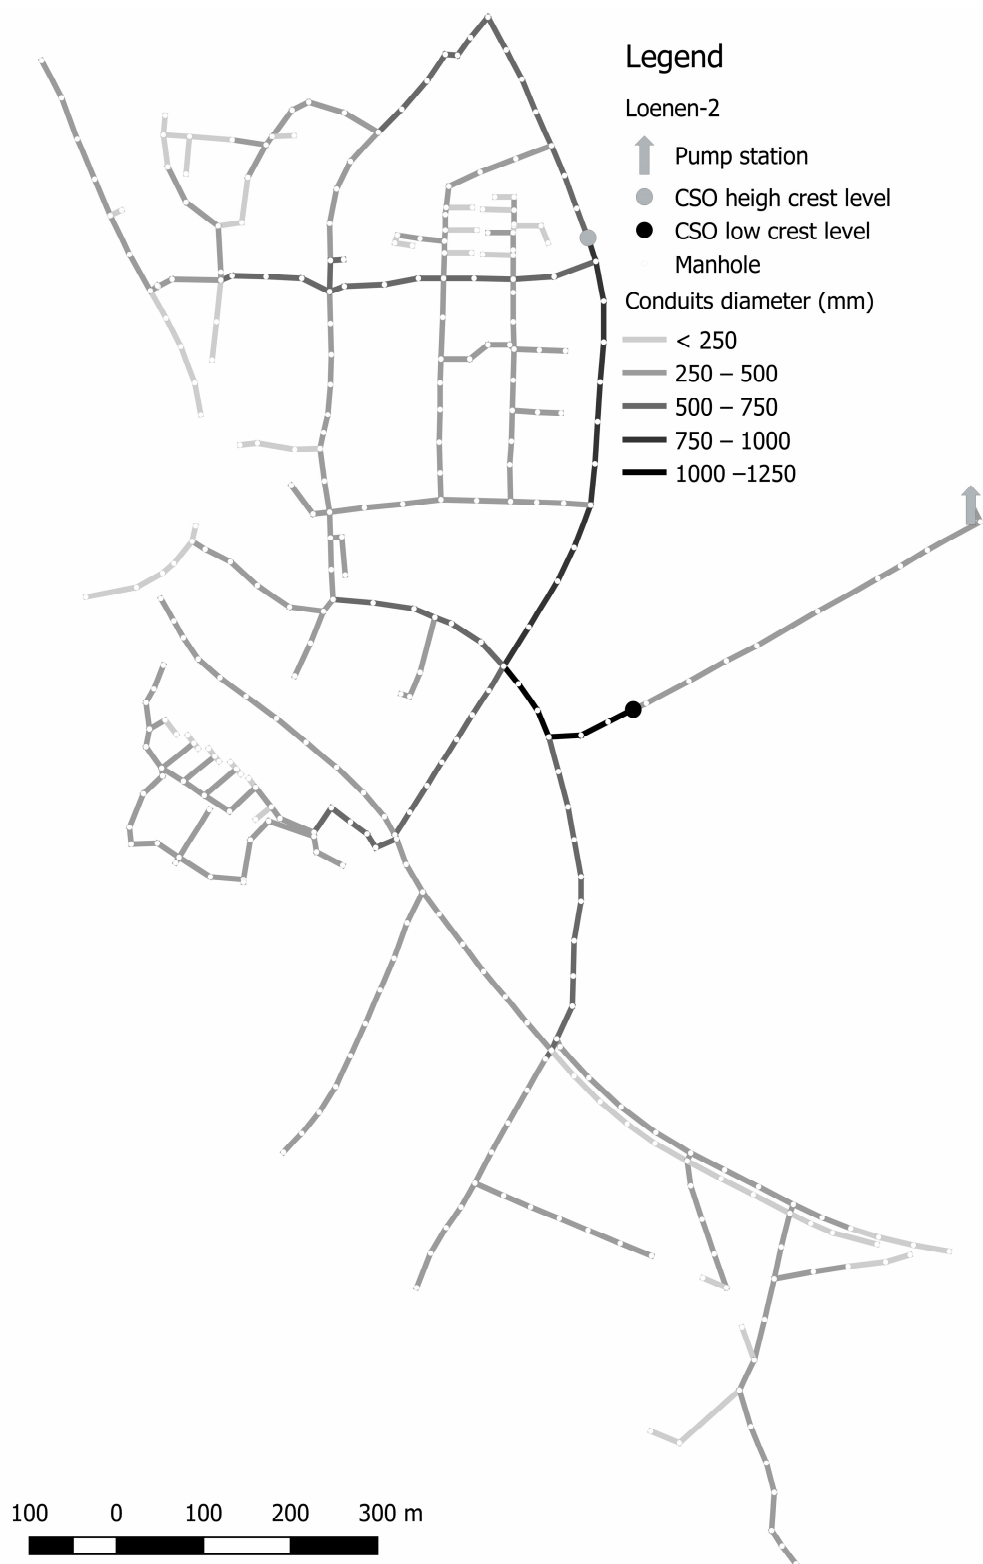 Legend
Loenen-2
Pump station
CSO heigh crest level
CSO low crest level
Manhole
Conduits diameter (mm)
< 250
250 – 500
500 – 750
750 – 1000
1000 –1250
100 0 100 200 300 m